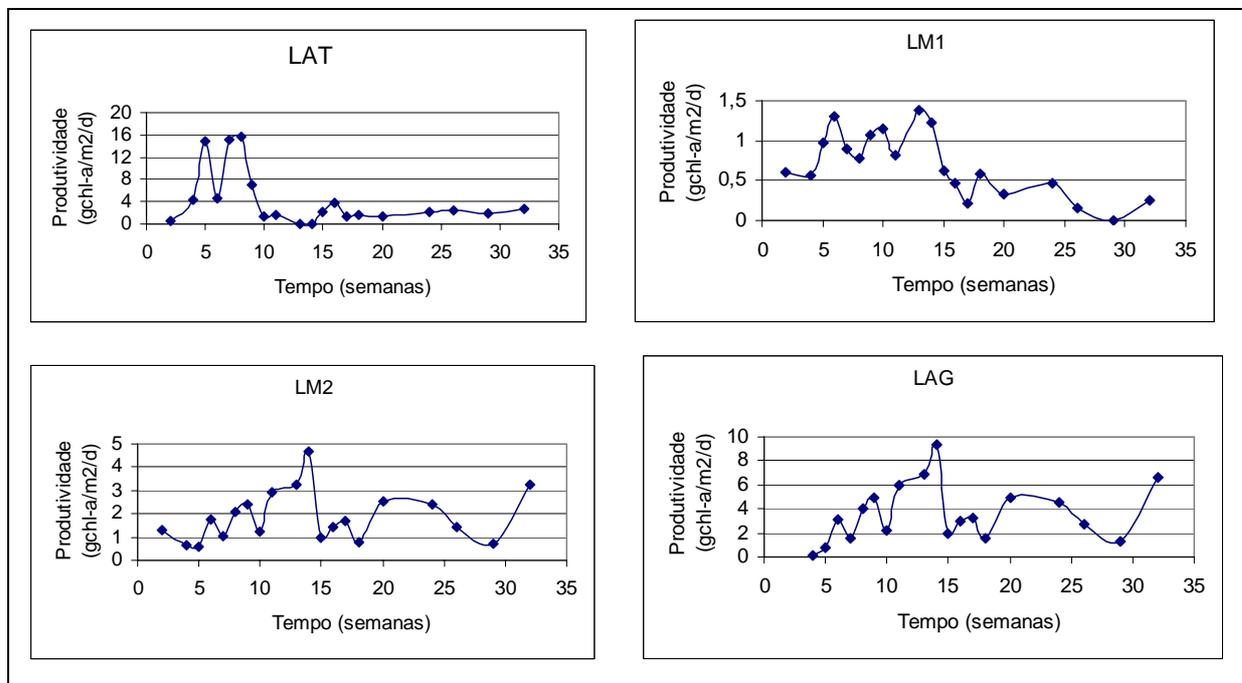 LAT
Produtividade
(gchl-a/m2/d)
20
16
12
8
4
0
0 5 10 15 20 25 30 35
Tempo (semanas)
LM1
Produtividade
(gchl-a/m2/d)
1,5
1
0,5
0
0 5 10 15 20 25 30 35
Tempo (semanas)
LM2
Produtividade
(gchl-a/m2/d)
5
4
3
2
1
0
0 5 10 15 20 25 30 35
Tempo (semanas)
LAG
Produtividade
(gchl-a/m2/d)
10
8
6
4
2
0
0 5 10 15 20 25 30 35
Tempo (semanas)